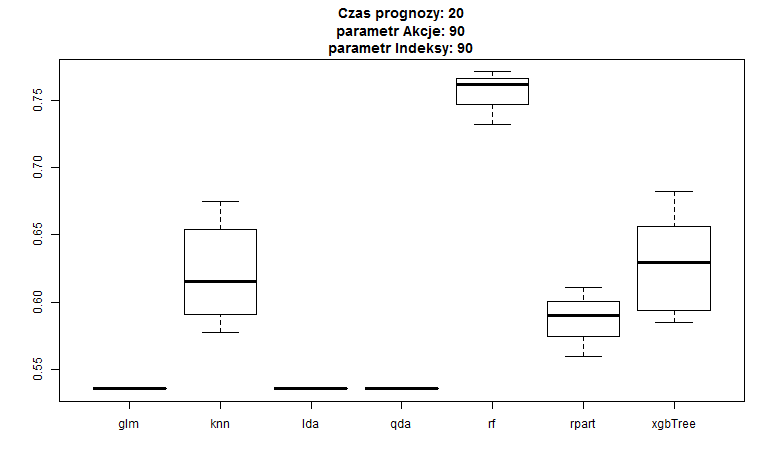 Czas prognozy: 20
parametr Akcje: 90
parametr Indeksy: 90
0.75
0.70
0.65
0.60
0.55
glm knn lda qda rf rpart xgbTree